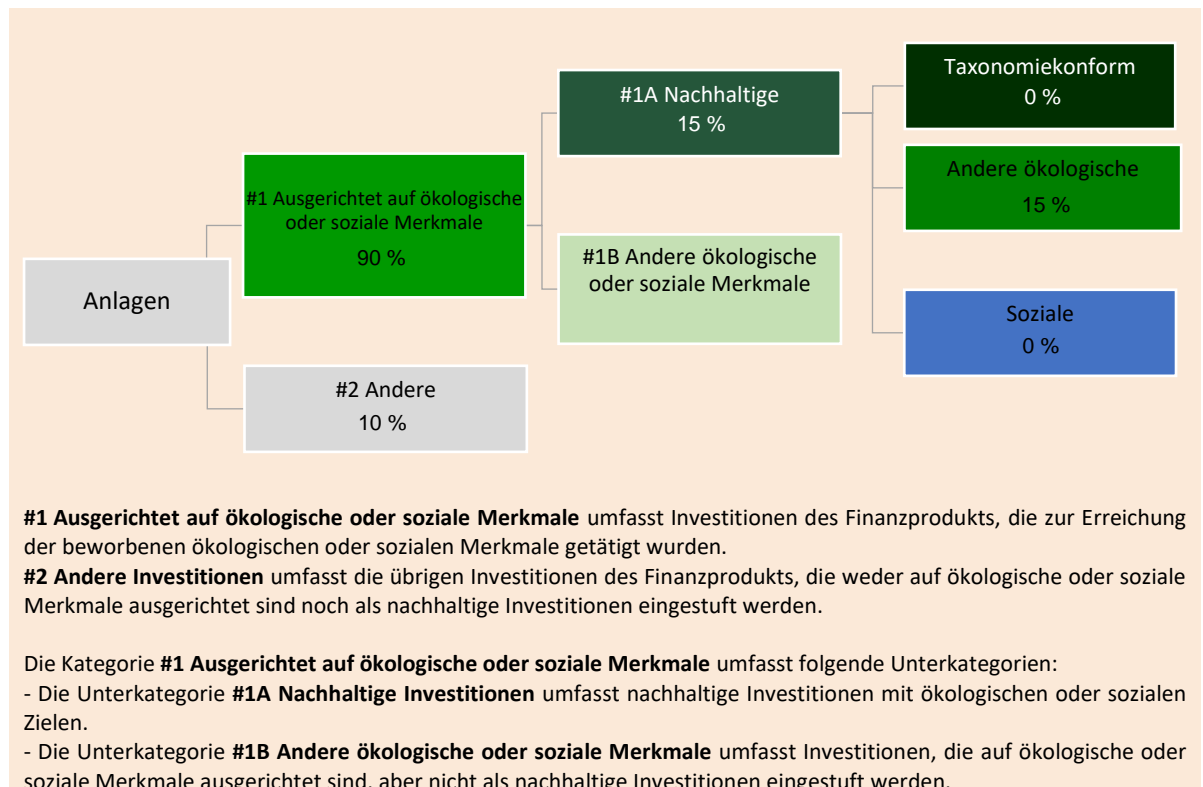 Anlagen
#1 Ausgerichtet auf ökologische
oder soziale Merkmale
90 %
#2 Andere
10 %
#1A Nachhaltige
15 %
#1B Andere ökologische
oder soziale Merkmale
Taxonomiekonform
0 %
Andere ökologische
15 %
Soziale
0 %
#1 Ausgerichtet auf ökologische oder soziale Merkmale umfasst Investitionen des Finanzprodukts, die zur Erreichung
der beworbenen ökologischen oder sozialen Merkmale getätigt wurden.
#2 Andere Investitionen umfasst die übrigen Investitionen des Finanzprodukts, die weder auf ökologische oder soziale
Merkmale ausgerichtet sind noch als nachhaltige Investitionen eingestuft werden.
Die Kategorie #1 Ausgerichtet auf ökologische oder soziale Merkmale umfasst folgende Unterkategorien:
- Die Unterkategorie #1A Nachhaltige Investitionen umfasst nachhaltige Investitionen mit ökologischen oder sozialen
Zielen.
- Die Unterkategorie #1B Andere ökologische oder soziale Merkmale umfasst Investitionen, die auf ökologische oder
soziale Merkmale ausgerichtet sind, aber nicht als nachhaltige Investitionen eingestuft werden.